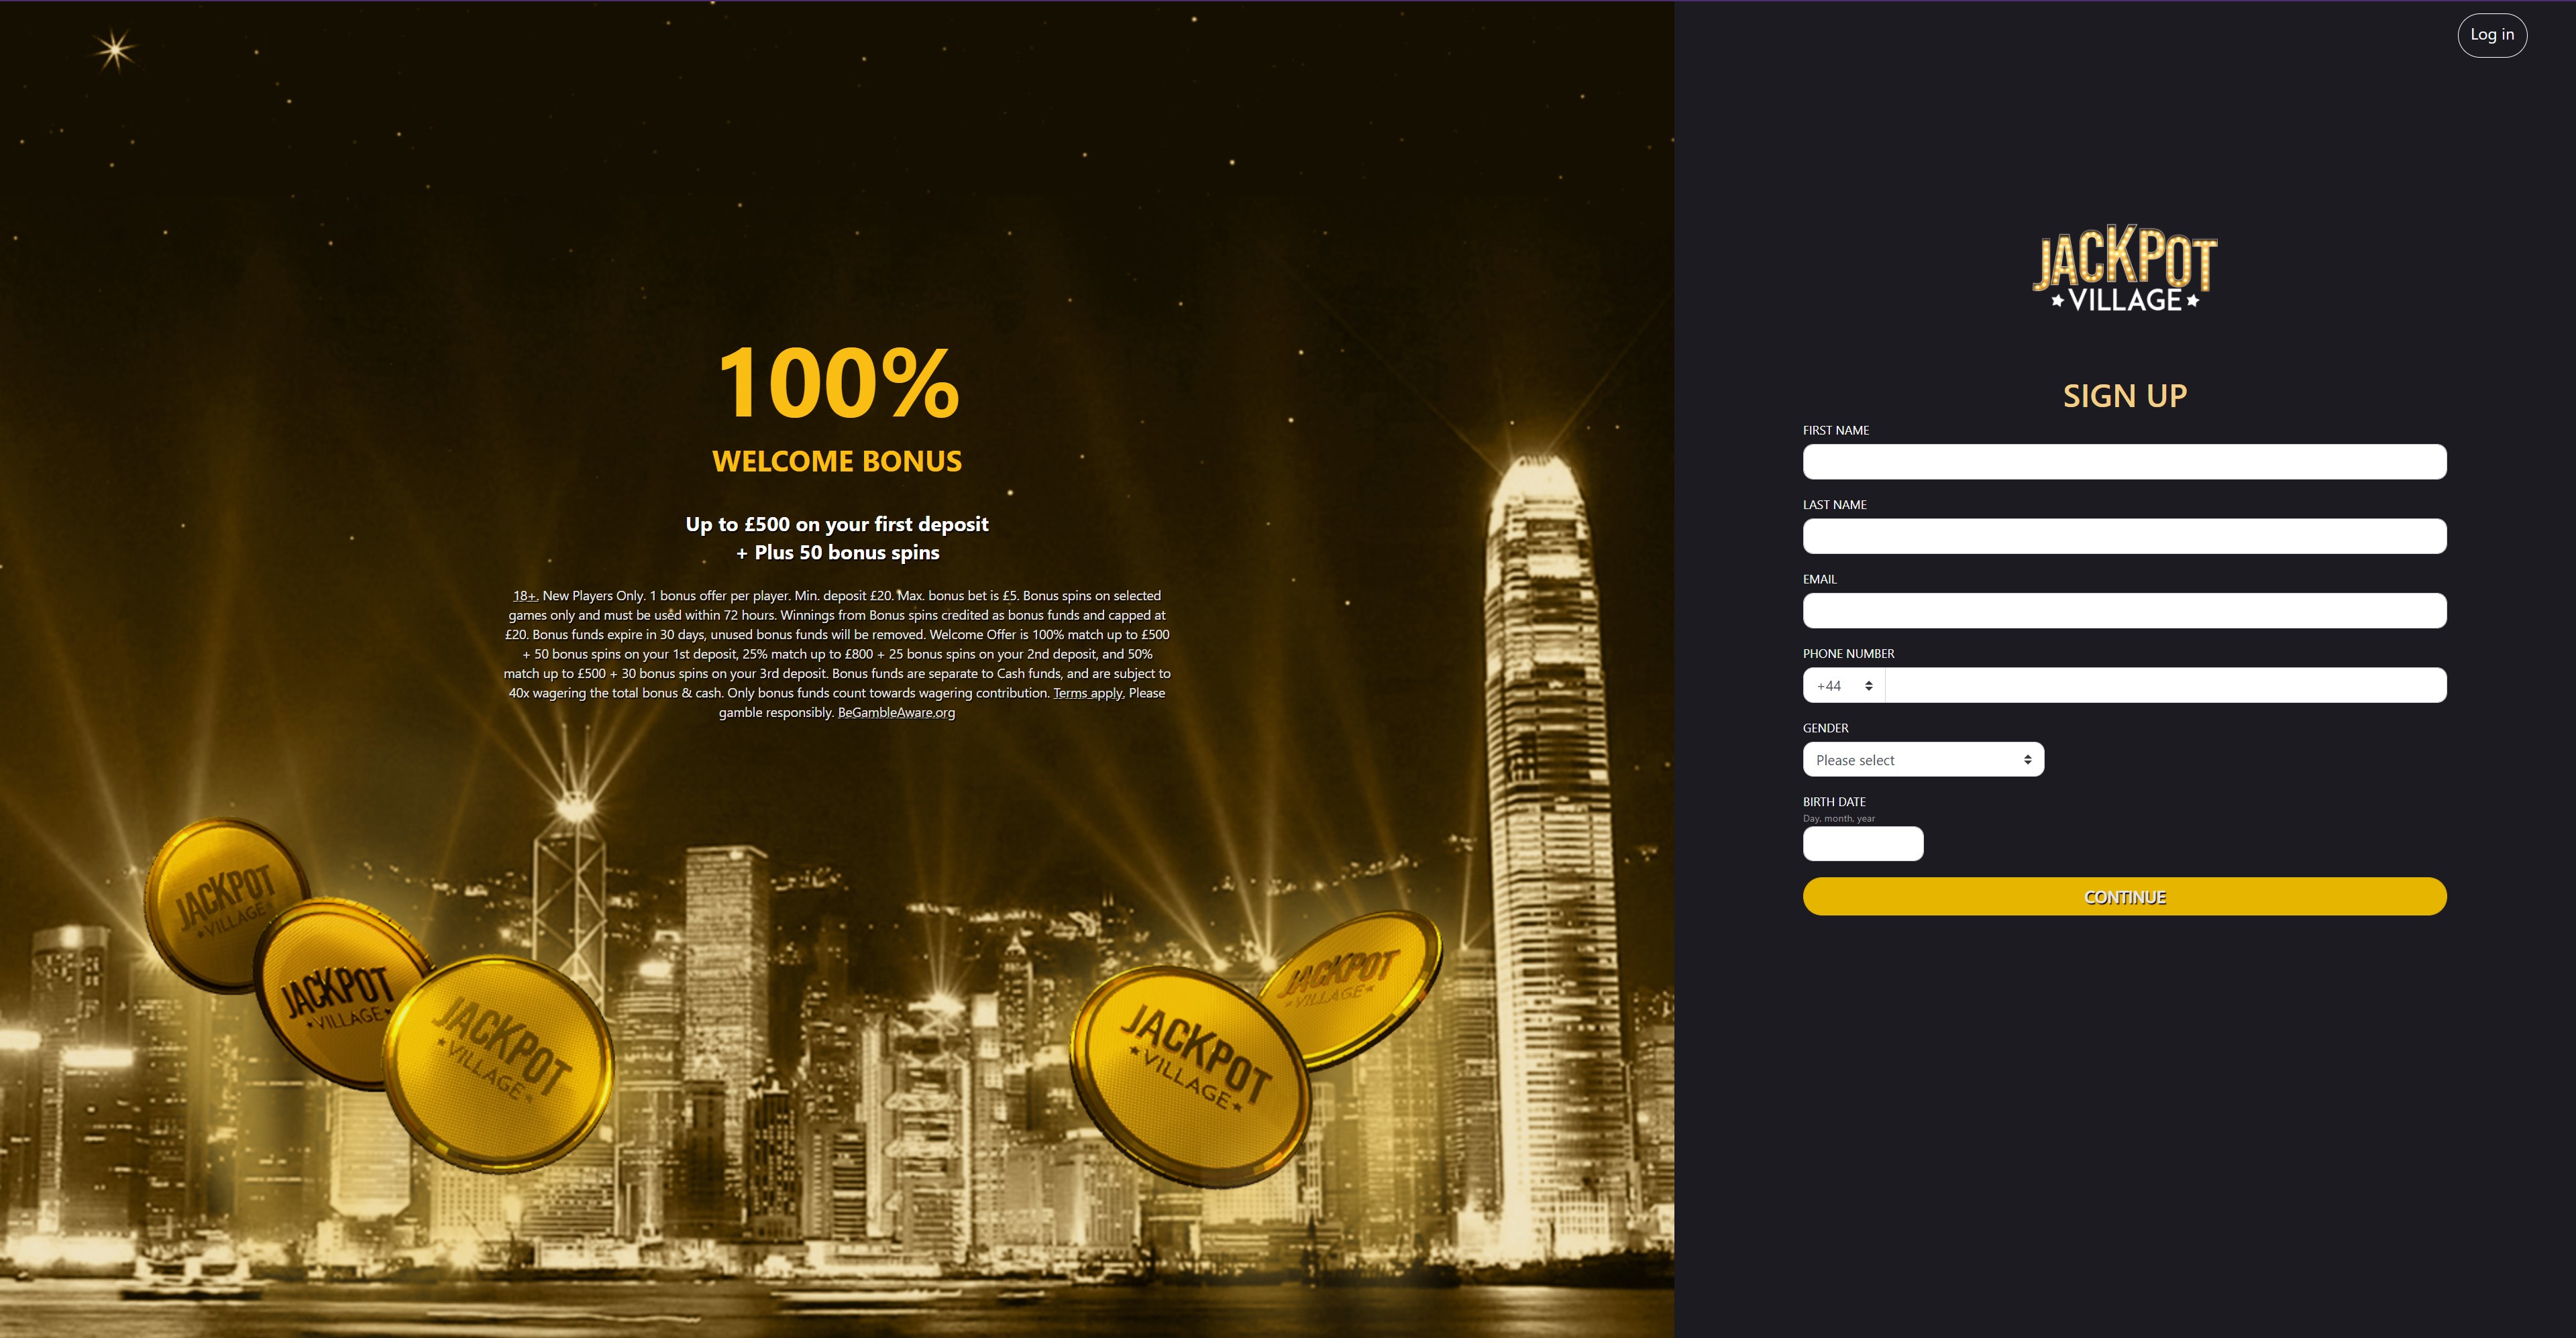 Log in
100%
WELCOME BONUS
Up to £500 on your first deposit
+ Plus 50 bonus spins
18+. New Players Only. 1 bonus offer per player. Min. deposit £20. Max. bonus bet is £5. Bonus spins on selected
games only and must be used within 72 hours. Winnings from Bonus spins credited as bonus funds and capped at
£20. Bonus funds expire in 30 days, unused bonus funds will be removed. Welcome Offer is 100% match up to £500
+ 50 bonus spins on your 1st deposit, 25% match up to £800 + 25 bonus spins on your 2nd deposit, and 50%
match up to £500 + 30 bonus spins on your 3rd deposit. Bonus funds are separate to Cash funds, and are subject to
40x wagering the total bonus & cash. Only bonus funds count towards wagering contribution. Terms apply. Please
gamble responsibly. BeGambleAware.org
JACKPOT
VILLAGE
JACKPOT
VILLAGE
JACKPOT
VILLAGE
JACKPOT
VILLAGE
JACKPOT
VILLAGE
JACKPOT
VILLAGE
SIGN UP
FIRST NAME
LAST NAME
EMAIL
PHONE NUMBER
+44
GENDER
Please select
BIRTH DATE
Day, month, year
CONTINUE